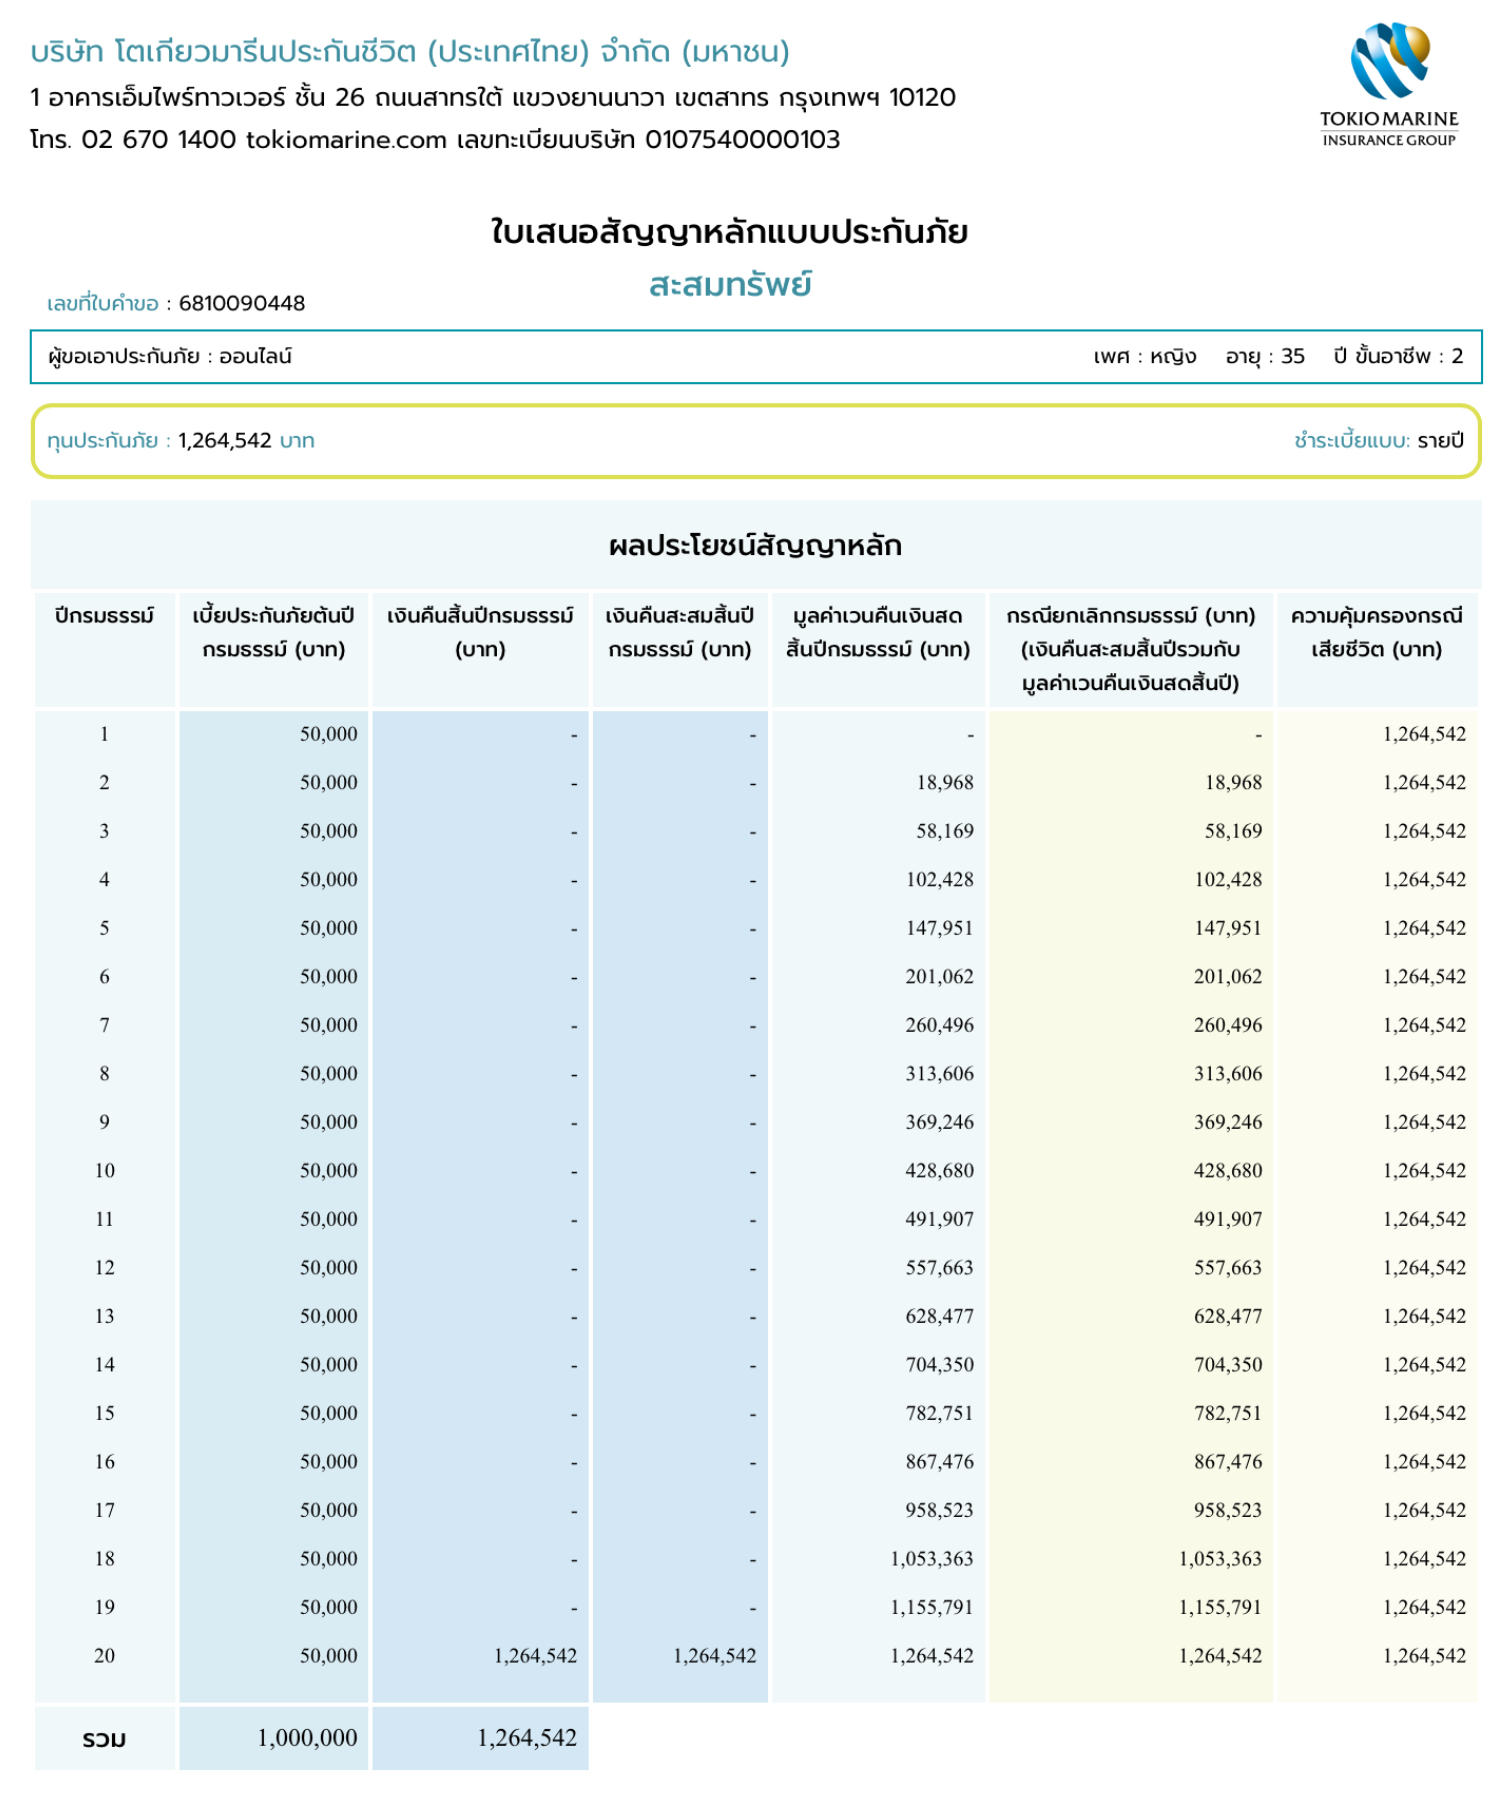 บริษัท โตเกียวมารีนประกันชีวิต (ประเทศไทย) จำกัด (มหาชน)
1 อาคารเอ็มไพร์ทาวเวอร์ ชั้น 26 ถนนสาทรใต้ แขวงยานนาวา เขตสาทร กรุงเทพฯ 10120
โทร. 02 670 1400 tokiomarine.com เลขทะเบียนบริษัท 0107540000103
TOKIO MARINE
INSURANCE GROUP
ใบเสนอสัญญาหลักแบบประกันภัย
สะสมทรัพย์
เลขที่ใบคำขอ : 6810090448
ผู้ขอเอาประกันภัย : ออนไลน์ เพศ : หญิง อายุ : 35 ปี ขั้นอาชีพ : 2
ทุนประกันภัย : 1,264,542 บาท ชำระเบี้ยแบบ: รายปี
ผลประโยชน์สัญญาหลัก
ปีกรมธรรม์ เบี้ยประกันภัยต้นปี เงินคืนสิ้นปีกรมธรรม์ เงินคืนสะสมสิ้นปี มูลค่าเวนคืนเงินสด กรณียกเลิกกรมธรรม์ (บาท) ความคุ้มครองกรณี
กรมธรรม์ (บาท) (บาท) กรมธรรม์ (บาท) สิ้นปีกรมธรรม์ (บาท) (เงินคืนสะสมสิ้นปีรวมกับ เสียชีวิต (บาท)
มูลค่าเวนคืนเงินสดสิ้นปี)
1 50,000 - - - - 1,264,542
2 50,000 - - 18,968 18,968 1,264,542
3 50,000 - - 58,169 58,169 1,264,542
4 50,000 - - 102,428 102,428 1,264,542
5 50,000 - - 147,951 147,951 1,264,542
6 50,000 - - 201,062 201,062 1,264,542
7 50,000 - - 260,496 260,496 1,264,542
8 50,000 - - 313,606 313,606 1,264,542
9 50,000 - - 369,246 369,246 1,264,542
10 50,000 - - 428,680 428,680 1,264,542
11 50,000 - - 491,907 491,907 1,264,542
12 50,000 - - 557,663 557,663 1,264,542
13 50,000 - - 628,477 628,477 1,264,542
14 50,000 - - 704,350 704,350 1,264,542
15 50,000 - - 782,751 782,751 1,264,542
16 50,000 - - 867,476 867,476 1,264,542
17 50,000 - - 958,523 958,523 1,264,542
18 50,000 - - 1,053,363 1,053,363 1,264,542
19 50,000 - - 1,155,791 1,155,791 1,264,542
20 50,000 1,264,542 1,264,542 1,264,542 1,264,542 1,264,542
รวม 1,000,000 1,264,542